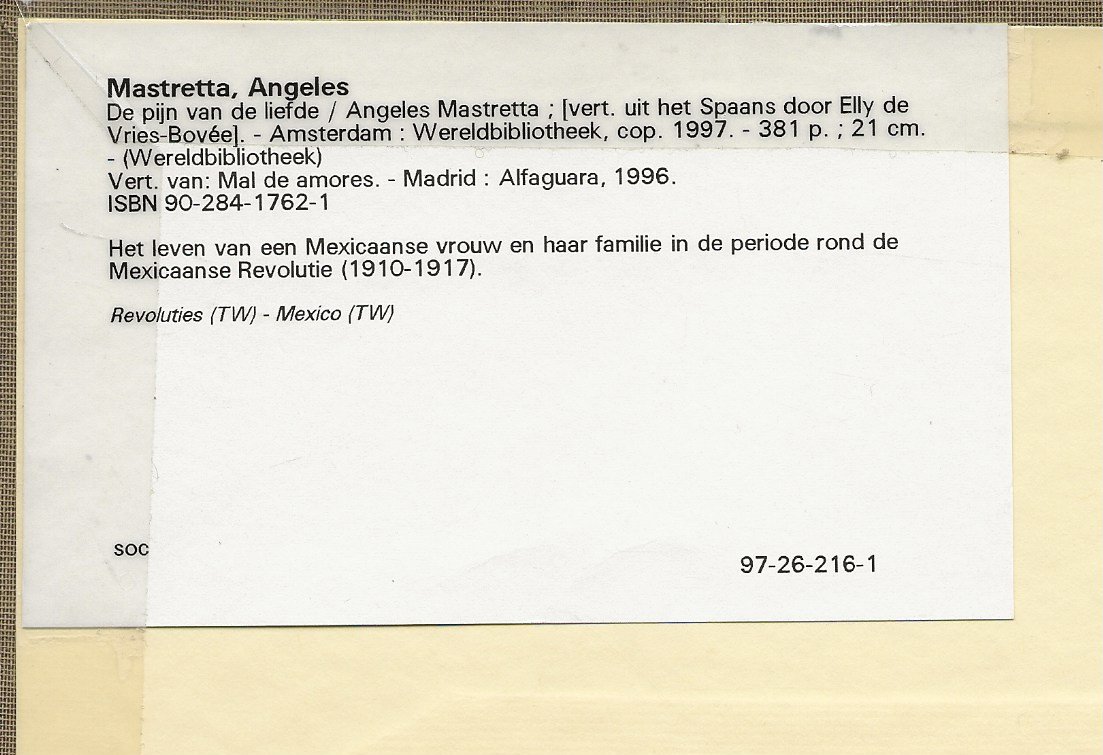 Mastretta, Angeles
De pijn van de liefde / Angeles Mastretta ; [vert. uit het Spaans door Elly de
Vries-Bovée]. - Amsterdam : Wereldbibliotheek, cop. 1997. - 381 p. ; 21 cm.
- (Wereldbibliotheek)
Vert. van: Mal de amores. - Madrid : Alfaguara, 1996.
ISBN 90-284-1762-1
Het leven van een Mexicaanse vrouw en haar familie in de periode rond de
Mexicaanse Revolutie (1910-1917).
Revoluties (TW) - Mexico (TW)
soc
97-26-216-1